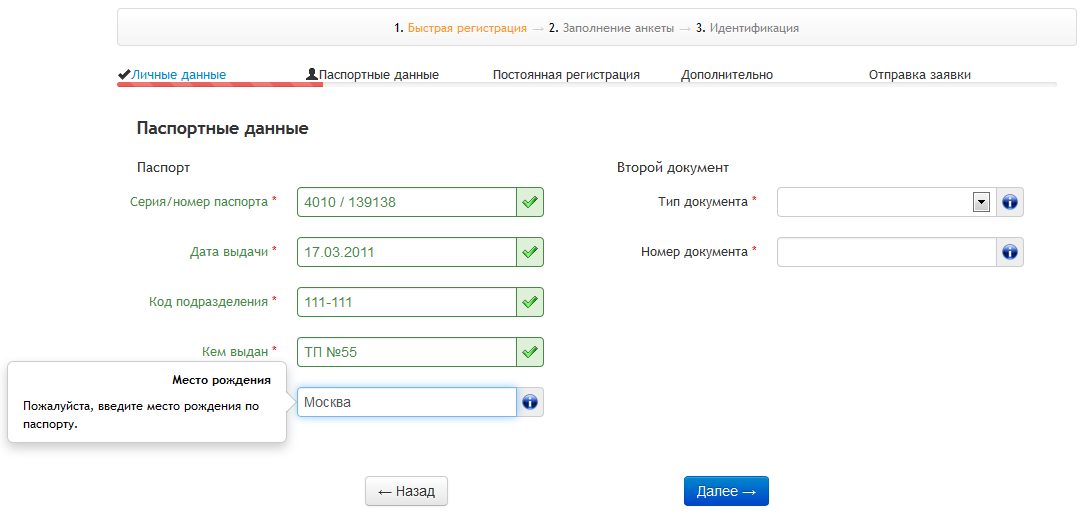 1. Быстрая регистрация → 2. Заполнение анкеты → 3. Идентификация
Личные данные Паспортные данные Постоянная регистрация Дополнительно Отправка заявки
Паспортные данные
Паспорт
Серия/номер паспорта * 4010 / 139138
Дата выдачи * 17.03.2011
Код подразделения * 111-111
Кем выдан * ТП №55
Место рождения
Пожалуйста, введите место рождения по
паспорту.
Москва
Второй документ
Тип документа *
Номер документа *
← Назад
Далее →